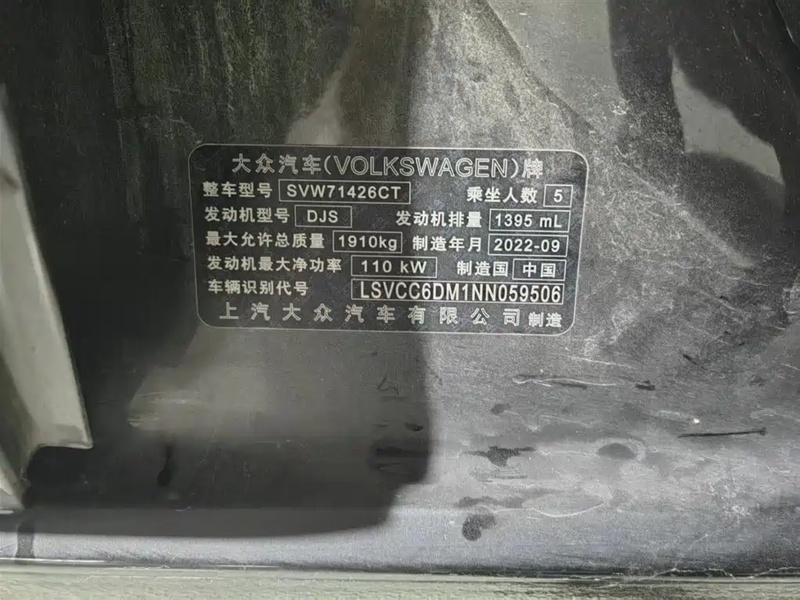 大众汽车(VOLKSWAGEN)牌
整车型号 SVW71426CT 乘坐人数 5
发动机型号 DJS 发动机排量 1395 mL
最大允许总质量 1910kg 制造年月 2022-09
发动机最大净功率 110 kW 制造国 中国
车辆识别代号 LSVCC6DM1NN059506
上汽大众汽车有限公司 制造